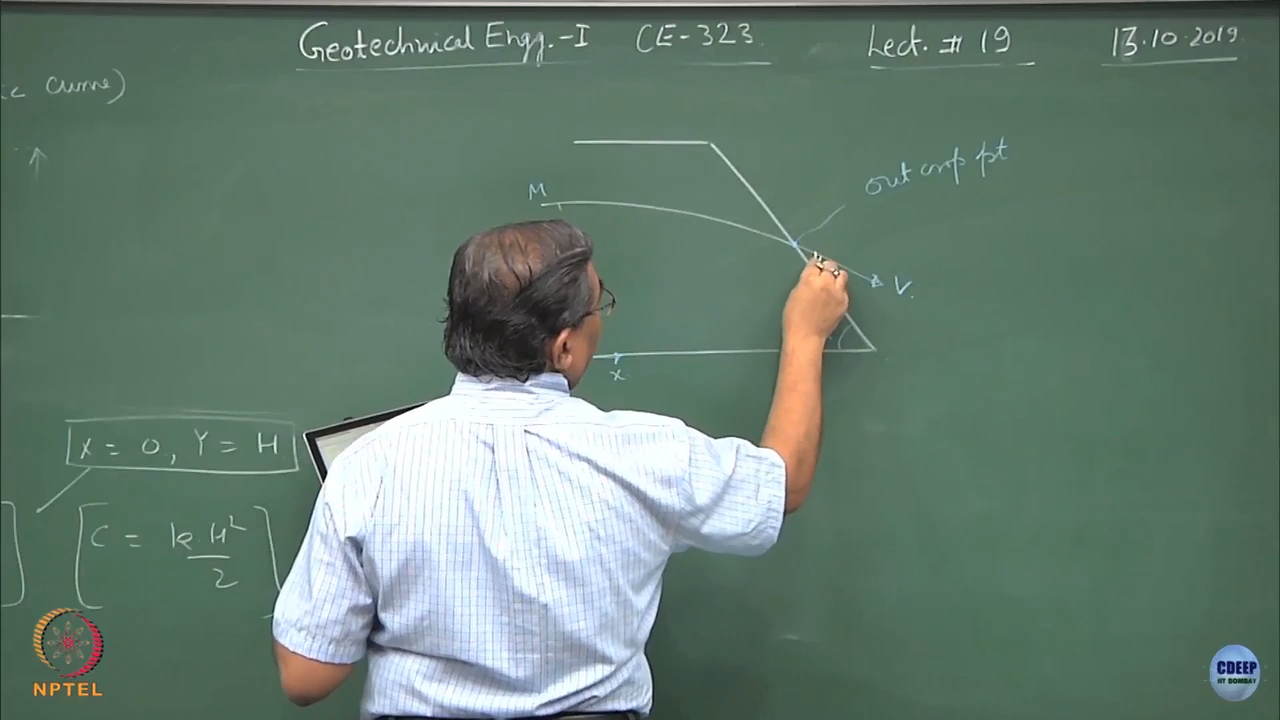 Geotechnical Engg.-I CE-323. Lect. # 19 13.10.2019
ic curve)
M
out crop pt
V.
x
X = 0, Y = H
C = k.H²/2
NPTEL
CDEEP
IIT BOMBAY